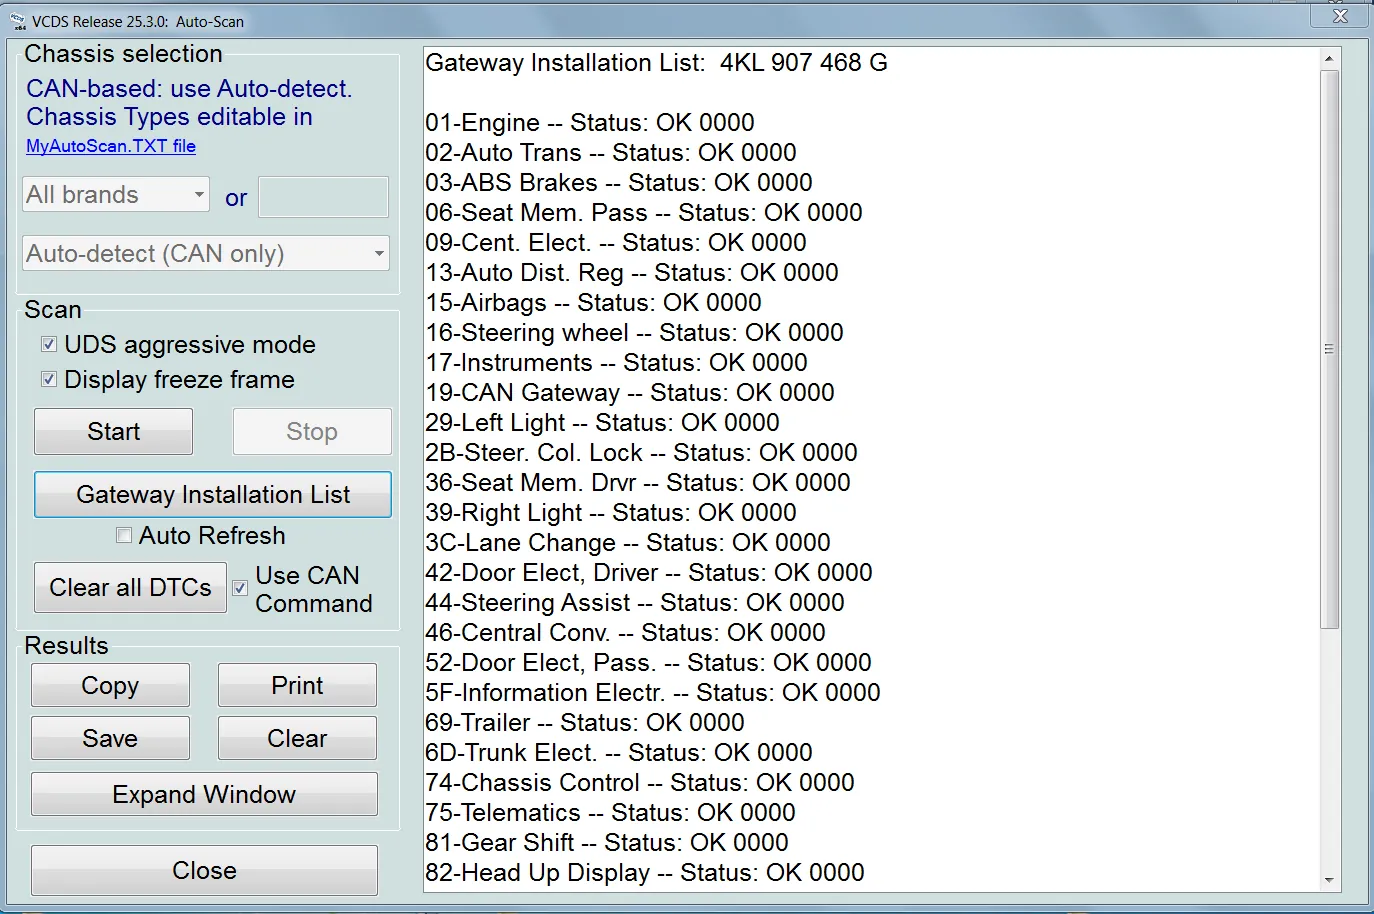 VCDS Release 25.3.0:  Auto-Scan
Chassis selection
CAN-based: use Auto-detect.
Chassis Types editable in
MyAutoScan.TXT file
All brands
or
Auto-detect (CAN only)
Scan
UDS aggressive mode
Display freeze frame
Start
Stop
Gateway Installation List
Auto Refresh
Clear all DTCs
Use CAN
Command
Results
Copy
Print
Save
Clear
Expand Window
Close
Gateway Installation List:  4KL 907 468 G
01-Engine -- Status: OK 0000
02-Auto Trans -- Status: OK 0000
03-ABS Brakes -- Status: OK 0000
06-Seat Mem. Pass -- Status: OK 0000
09-Cent. Elect. -- Status: OK 0000
13-Auto Dist. Reg -- Status: OK 0000
15-Airbags -- Status: OK 0000
16-Steering wheel -- Status: OK 0000
17-Instruments -- Status: OK 0000
19-CAN Gateway -- Status: OK 0000
29-Left Light -- Status: OK 0000
2B-Steer. Col. Lock -- Status: OK 0000
36-Seat Mem. Drvr -- Status: OK 0000
39-Right Light -- Status: OK 0000
3C-Lane Change -- Status: OK 0000
42-Door Elect, Driver -- Status: OK 0000
44-Steering Assist -- Status: OK 0000
46-Central Conv. -- Status: OK 0000
52-Door Elect, Pass. -- Status: OK 0000
5F-Information Electr. -- Status: OK 0000
69-Trailer -- Status: OK 0000
6D-Trunk Elect. -- Status: OK 0000
74-Chassis Control -- Status: OK 0000
75-Telematics -- Status: OK 0000
81-Gear Shift -- Status: OK 0000
82-Head Up Display -- Status: OK 0000